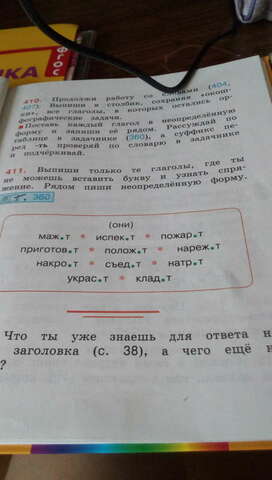 410. Продолжи работу со словами (404,
407). Выпиши в столбик, сохраняя «окош-
ки», все глаголы, в которых остались ор-
фографические задачи.
Поставь каждый глагол в неопределённую
форму и запиши её рядом. Рассуждай по
таблице в задачнике (360), а суффикс пе-
ред -ть проверяй по словарю в задачнике
и подчёркивай.
411. Выпиши только те глаголы, где ты
не можешь вставить букву и узнать спря-
жение. Рядом пиши неопределённую форму.
360
(они)
маж.т * испек.т * пожар.т
приготов.т * полож.т * нареж.т
накро.т * съед.т * натр.т
украс.т * клад.т
Что ты уже знаешь для ответа н
заголовка (с. 38), а чего ещё н
?